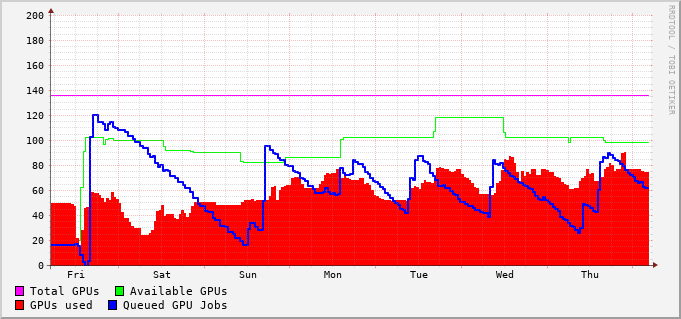 200
180
160
140
120
100
80
60
40
20
0
Fri Sat Sun Mon Tue Wed Thu
Total GPUs Available GPUs
GPUs used Queued GPU Jobs
RRDTOOL / TOBI OETIKER